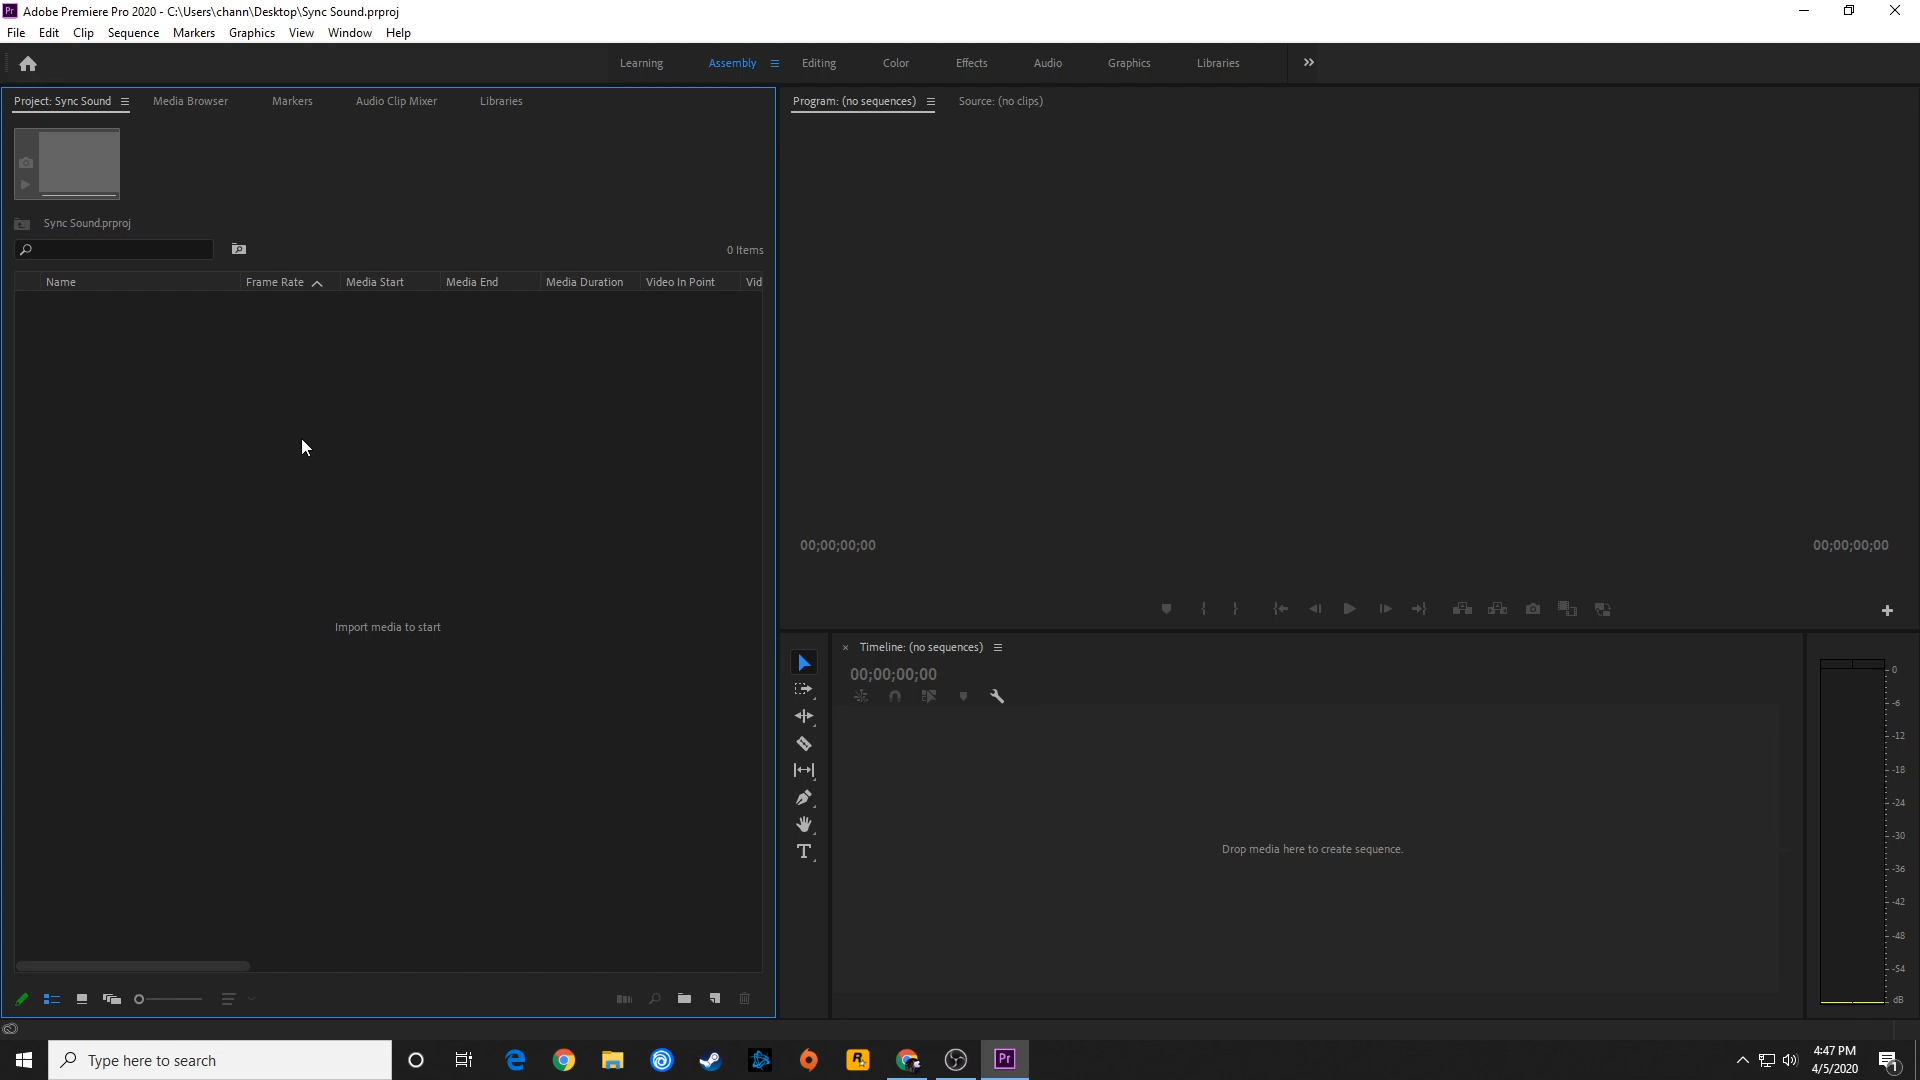 Pr Adobe Premiere Pro 2020 - C:\Users\chann\Desktop\Sync Sound.prproj
File Edit Clip Sequence Markers Graphics View Window Help
Learning Assembly Editing Color Effects Audio Graphics Libraries
Project: Sync Sound Media Browser Markers Audio Clip Mixer Libraries
Program: (no sequences) Source: (no clips)
Sync Sound.prproj
0 Items
Name Frame Rate Media Start Media End Media Duration Video In Point Vid
Import media to start
00;00;00;00 00;00;00;00
Timeline: (no sequences)
00;00;00;00
Drop media here to create sequence.
0
-6
-12
-18
-24
-30
-36
-42
-48
-54
dB
Type here to search
R
Pr
4:47 PM
4/5/2020
1